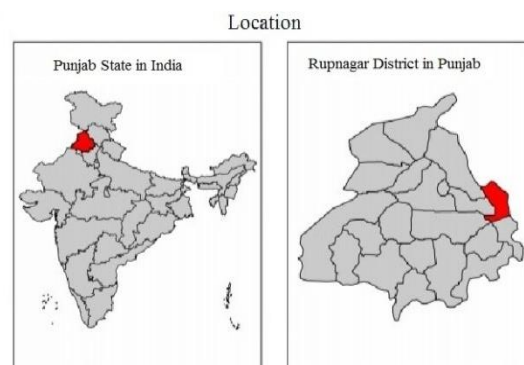 Location
Punjab State in India
Rupnagar District in Punjab